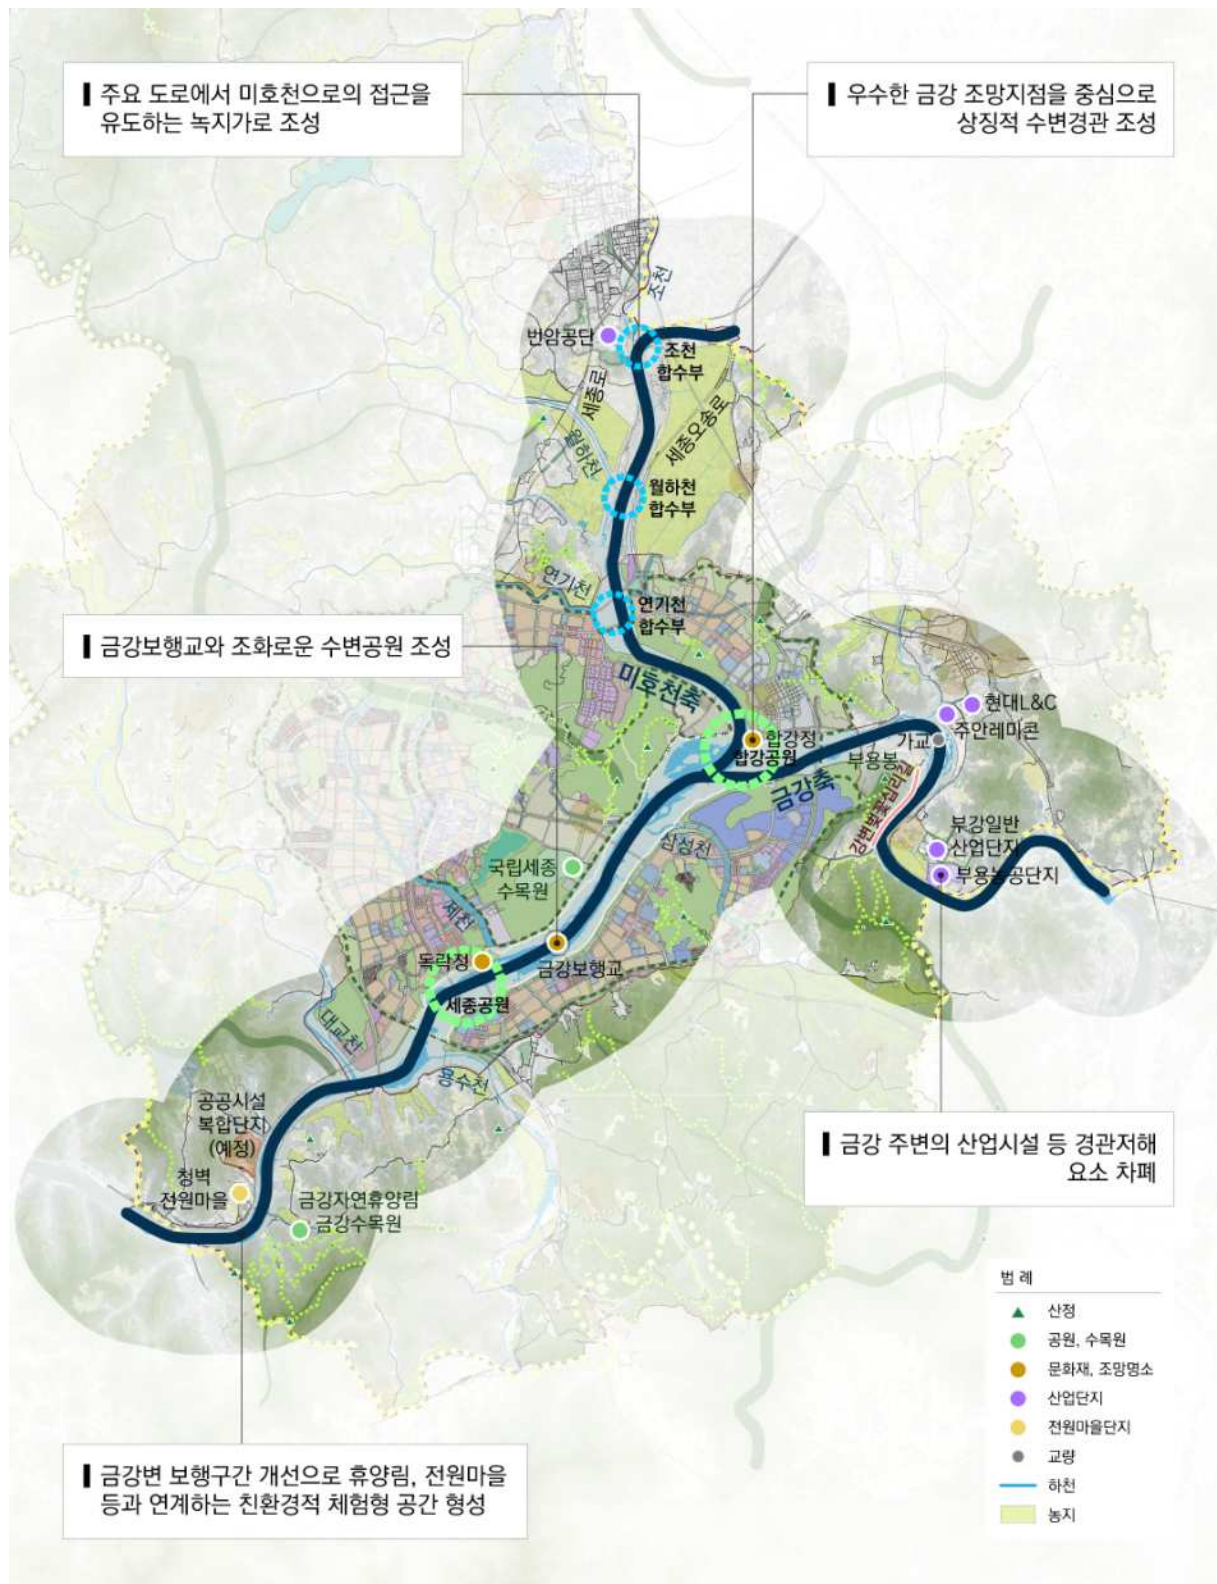 ▌주요 도로에서 미호천으로의 접근을
유도하는 녹지가로 조성
▌우수한 금강 조망지점을 중심으로
상징적 수변경관 조성
조천
번암공단
조천
합수부
세종로
세종오송로
월하천
월하천
합수부
연기천
연기천
합수부
▌금강보행교와 조화로운 수변공원 조성
미호천축
현대L&C
주안레미콘
합강정
합강공원
가교
부용봉
금강축
강변벚꽃십리길
삼성천
부강일반
산업단지
부용농공단지
국립세종
수목원
제천
독락정
금강보행교
세종공원
대교천
용수천
공공시설
복합단지
(예정)
청벽
전원마을
금강자연휴양림
금강수목원
▌금강 주변의 산업시설 등 경관저해
요소 차폐
▌금강변 보행구간 개선으로 휴양림, 전원마을
등과 연계하는 친환경적 체험형 공간 형성
범 례
산정
공원, 수목원
문화재, 조망명소
산업단지
전원마을단지
교량
하천
농지